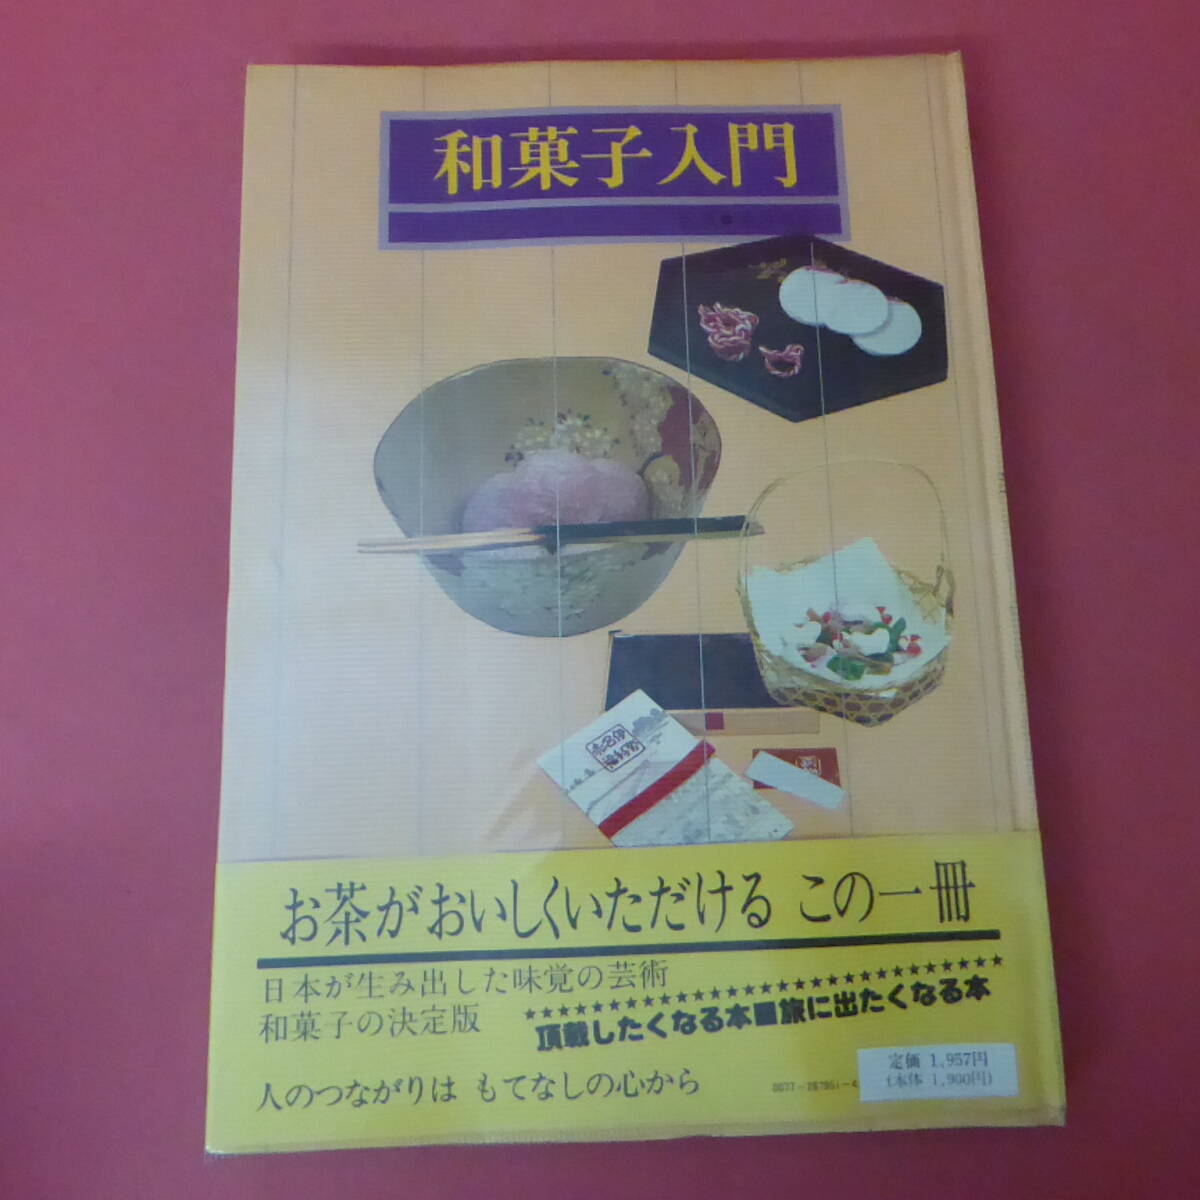 和菓子入門
お茶がおいしくいただける この一冊
日本が生み出した味覚の芸術
和菓子の決定版
★★★★★★★★★★★★★★★★★★★★★★★★★
頂戴したくなる本■旅に出たくなる本
人のつながりは もてなしの心から
定価 1,957円
(本体 1,900円)